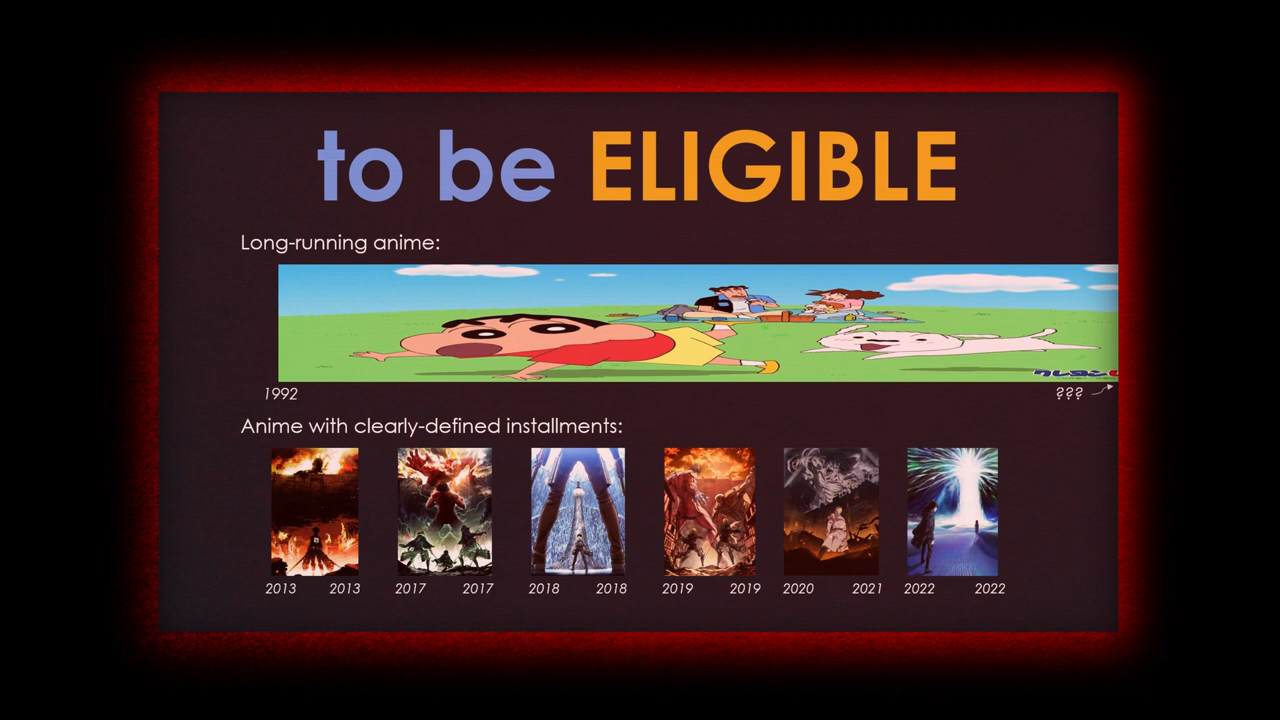 to be ELIGIBLE
Long-running anime:
1992
???
Anime with clearly-defined installments:
2013 2013 2017 2017 2018 2018 2019 2019 2020 2021 2022 2022